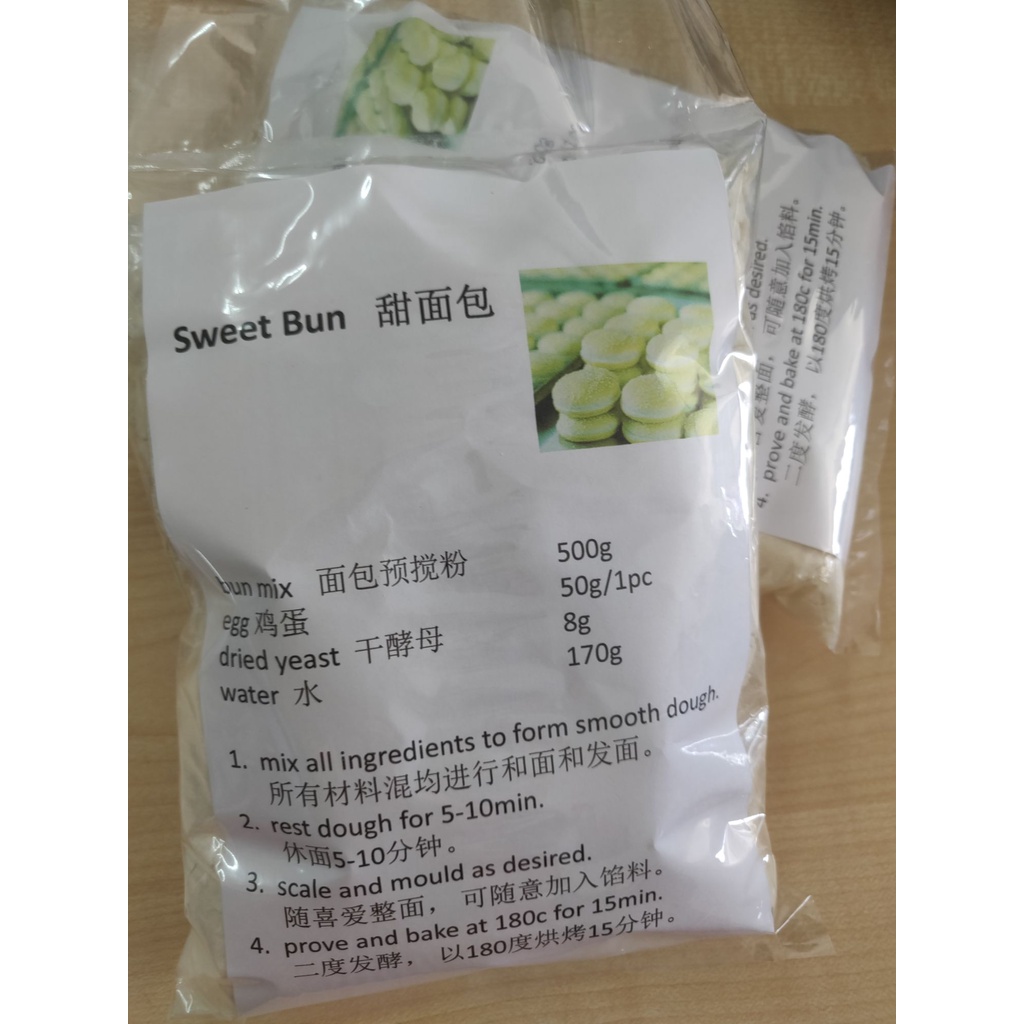 Sweet Bun 甜面包
bun mix 面包预搅粉 500g
egg 鸡蛋 50g/1pc
dried yeast 干酵母 8g
water 水 170g
1. mix all ingredients to form smooth dough.
所有材料混均进行和面和发面。
2. rest dough for 5-10min.
休面5-10分钟。
3. scale and mould as desired.
随喜爱整面，可随意加入馅料。
4. prove and bake at 180c for 15min.
二度发酵， 以180度烘烤15分钟。
as desired.
整面， 可随意加入馅料。
4. prove and bake at 180c for 15min.
二度发酵， 以180度烘烤15分钟。